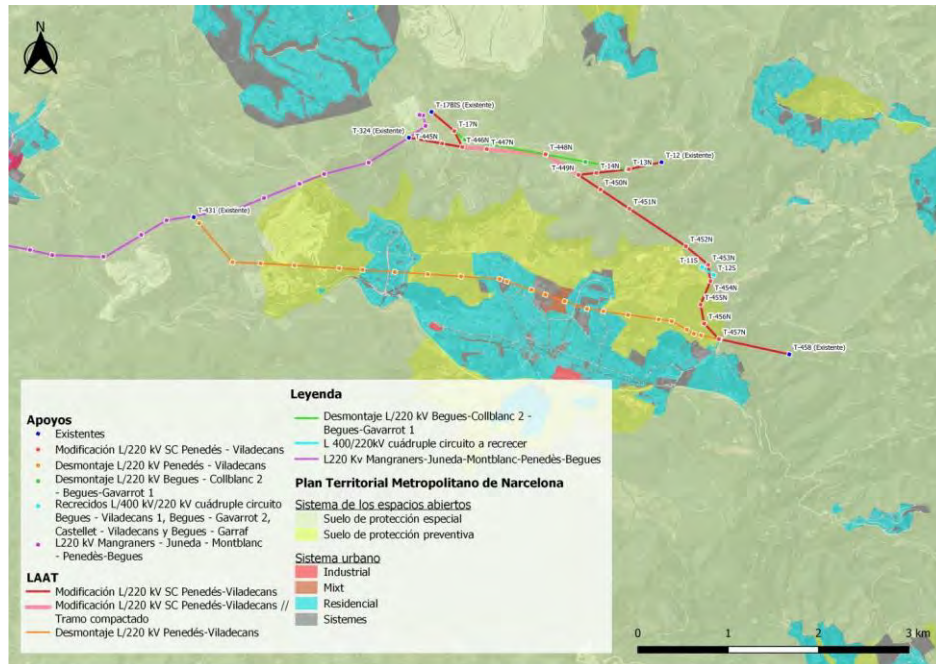 N
T-17BIS (Existente)
T-17N
T-324 (Existente)
T-445N
T-446N
T-447N
T-448N
T-12 (Existente)
T-13N
T-14N
T-449N
T-450N
T-451N
T-431 (Existente)
T-452N
T-453N
T-11S
T-12S
T-454N
T-455N
T-456N
T-457N
T-458 (Existente)
Apoyos
Existentes
Modificación L/220 kV SC Penedés - Viladecans
Desmontaje L/220 kV Penedés - Viladecans
Desmontaje L/220 kV Begues - Collblanc 2
- Begues-Gavarrot 1
Recrecidos L/400 kV/220 kV cuádruple circuito
Begues - Viladecans 1, Begues - Gavarrot 2,
Castellet - Viladecans y Begues - Garraf
L220 kV Mangraners - Juneda - Montblanc
- Penedès-Begues
LAAT
Modificación L/220 kV SC Penedés-Viladecans
Modificación L/220 kV SC Penedés-Viladecans //
Tramo compactado
Desmontaje L/220 kV Penedés-Viladecans
Leyenda
Desmontaje L/220 kV Begues-Collblanc 2 -
Begues-Gavarrot 1
L 400/220kV cuádruple circuito a recrecer
L220 Kv Mangraners-Juneda-Montblanc-Penedès-Begues
Plan Territorial Metropolitano de Narcelona
Sistema de los espacios abiertos
Suelo de protección especial
Suelo de protección preventiva
Sistema urbano
Industrial
Mixt
Residencial
Sistemes
0 1 2 3 km